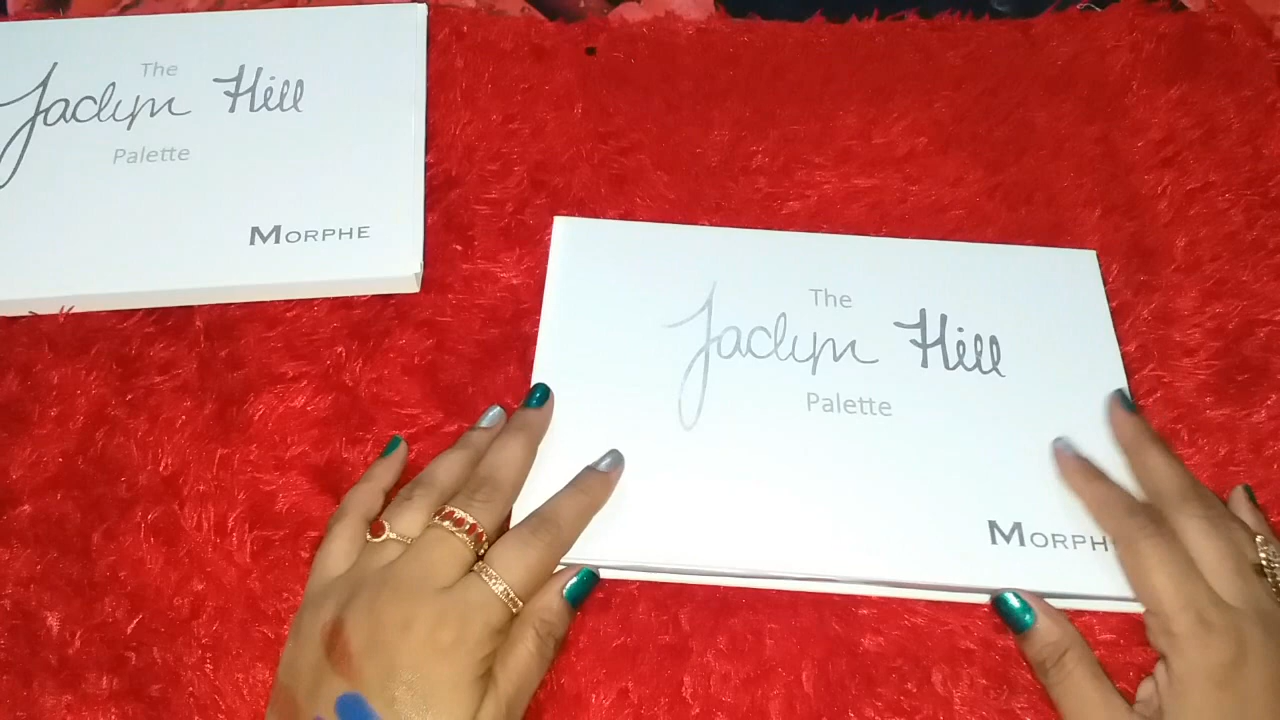 The
Jaclyn Hill
Palette
MORPHE
The
Jaclyn Hill
Palette
MORPH